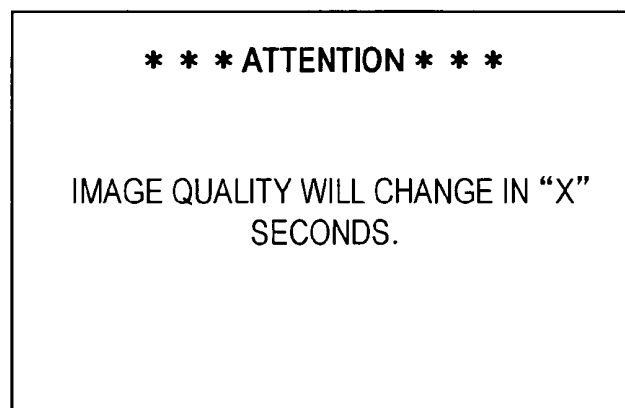 * * * ATTENTION * * *
IMAGE QUALITY WILL CHANGE IN “X”
SECONDS.